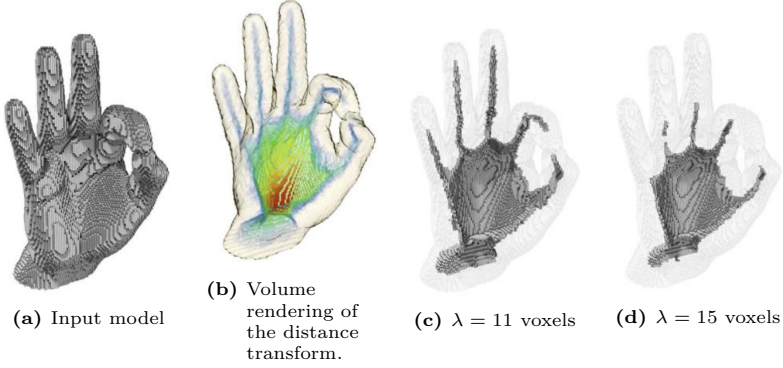 (a) Input model
(b) Volume
rendering of
the distance
transform.
(c) λ = 11 voxels
(d) λ = 15 voxels